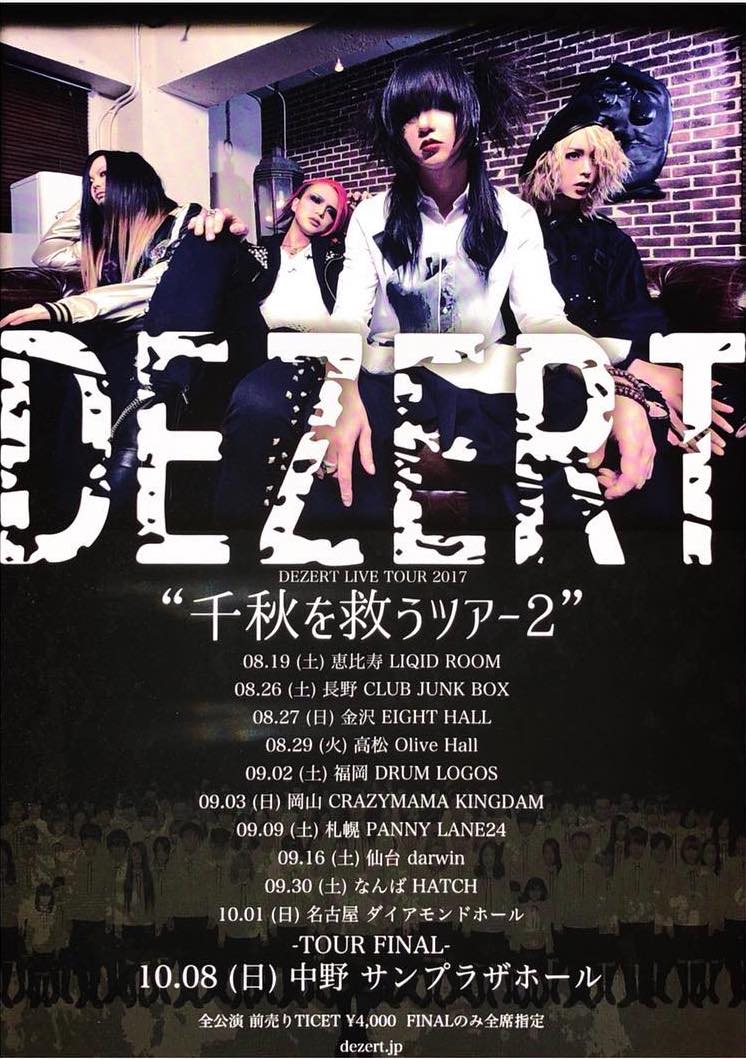 DEZERT
DEZERT LIVE TOUR 2017
“千秋を救うツアー2”
08.19 (土) 恵比寿 LIQID ROOM
08.26 (土) 長野 CLUB JUNK BOX
08.27 (日) 金沢 EIGHT HALL
08.29 (火) 高松 Olive Hall
09.02 (土) 福岡 DRUM LOGOS
09.03 (日) 岡山 CRAZYMAMA KINGDAM
09.09 (土) 札幌 PANNY LANE24
09.16 (土) 仙台 darwin
09.30 (土) なんば HATCH
10.01 (日) 名古屋 ダイアモンドホール
-TOUR FINAL-
10.08 (日) 中野 サンプラザホール
全公演 前売りTICET ¥4,000 FINALのみ全席指定
dezert.jp